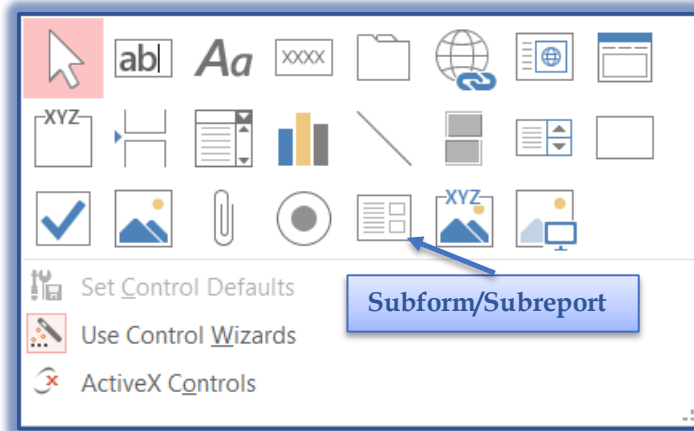 ab Aa XXXX
XYZ
XYZ
Set Control Defaults
Subform/Subreport
Use Control Wizards
ActiveX Controls